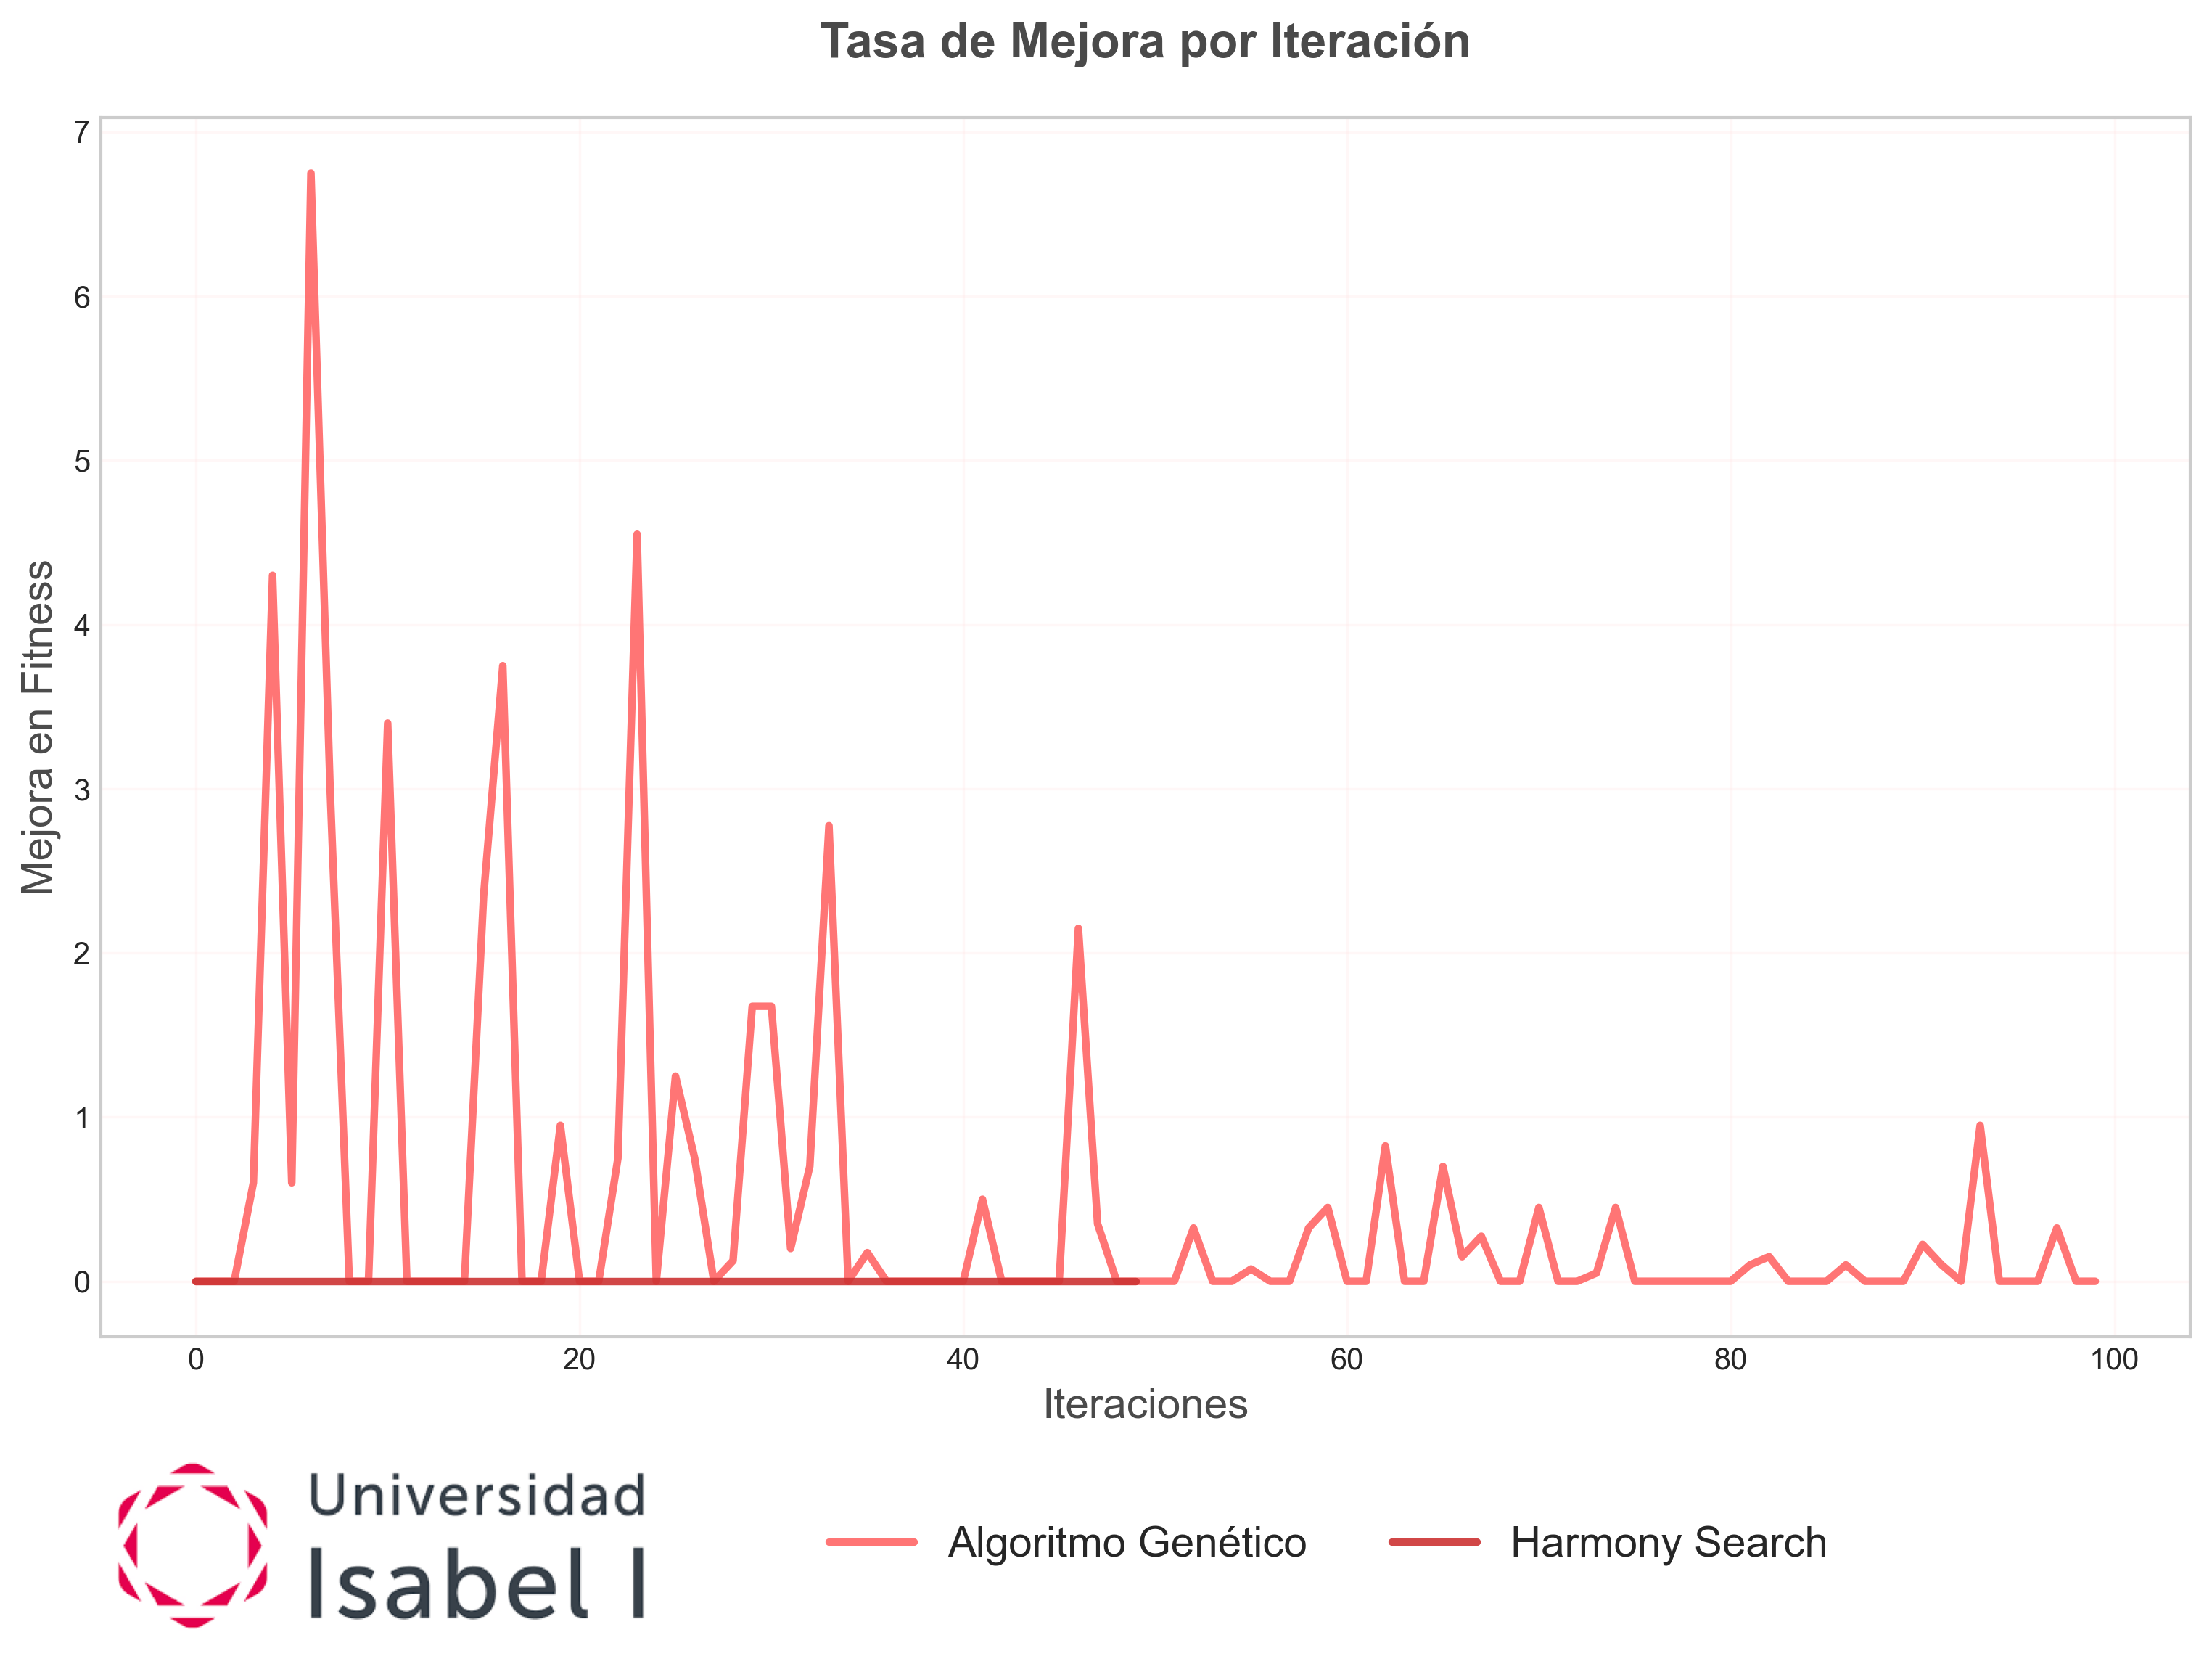 Tasa de Mejora por Iteración
7
6
5
4
3
2
1
0
Mejora en Fitness
0 20 40 60 80 100
Iteraciones
Universidad
Isabel I
Algoritmo Genético Harmony Search